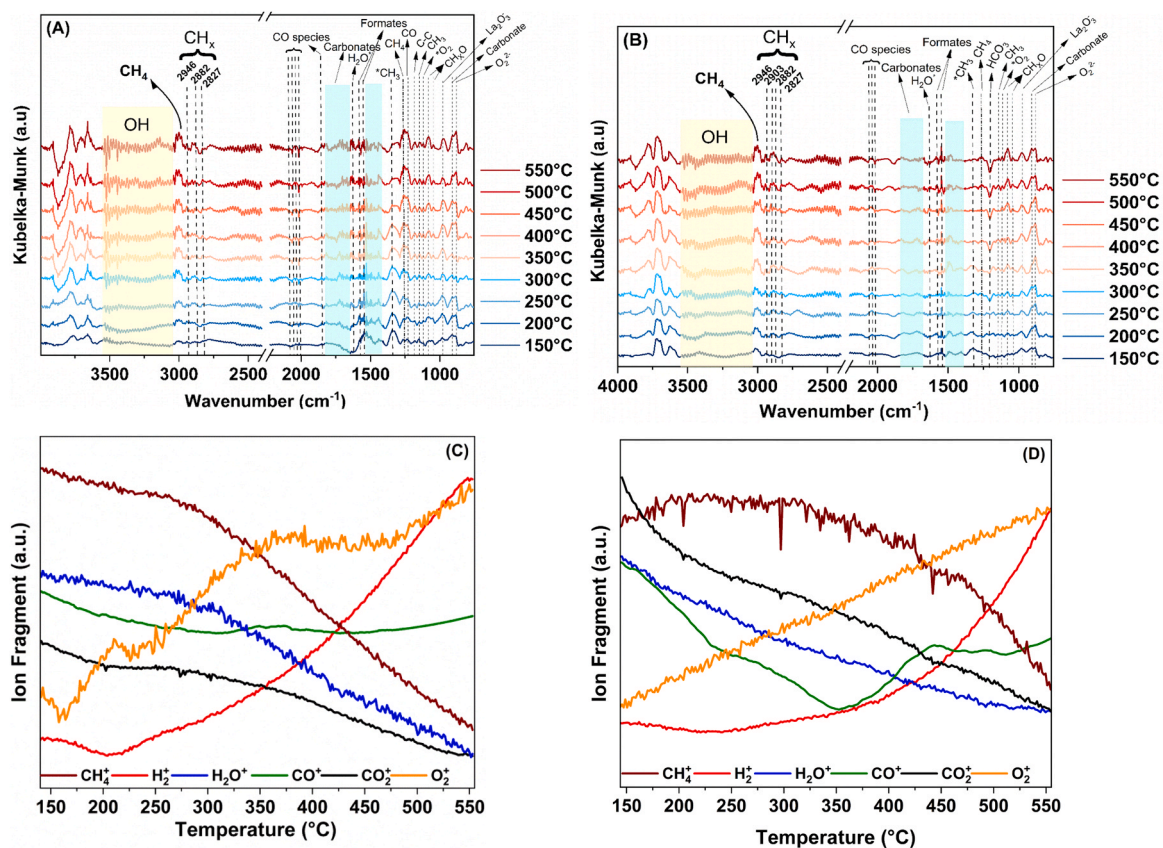 (A)
CHx
CO species
Carbonates
H2O*
Formates
*CH3
CH4
CO
C-C
*CH3
*O2
CHxO
La2O3
Carbonate
O2 2-
2946
2882
2827
CH4
OH
550°C
500°C
450°C
400°C
350°C
300°C
250°C
200°C
150°C
Kubelka-Munk (a.u)
3500 3000 2500 2000 1500 1000
Wavenumber (cm-1)
(B)
CHx
CO species
Carbonates
H2O*
Formates
*CH3
CH4
HCO3
*CH3
*O2
CHxO
La2O3
Carbonate
O2 2-
2946
2903
2882
2827
CH4
OH
550°C
500°C
450°C
400°C
350°C
300°C
250°C
200°C
150°C
Kubelka-Munk (a.u)
4000 3500 3000 2500 2000 1500 1000
Wavenumber (cm-1)
(C)
Ion Fragment (a.u.)
CH4+ H2+ H2O+ CO+ CO2+ O2+
150 200 250 300 350 400 450 500 550
Temperature (°C)
(D)
Ion Fragment (a.u.)
CH4+ H2+ H2O+ CO+ CO2+ O2+
150 200 250 300 350 400 450 500 550
Temperature (°C)